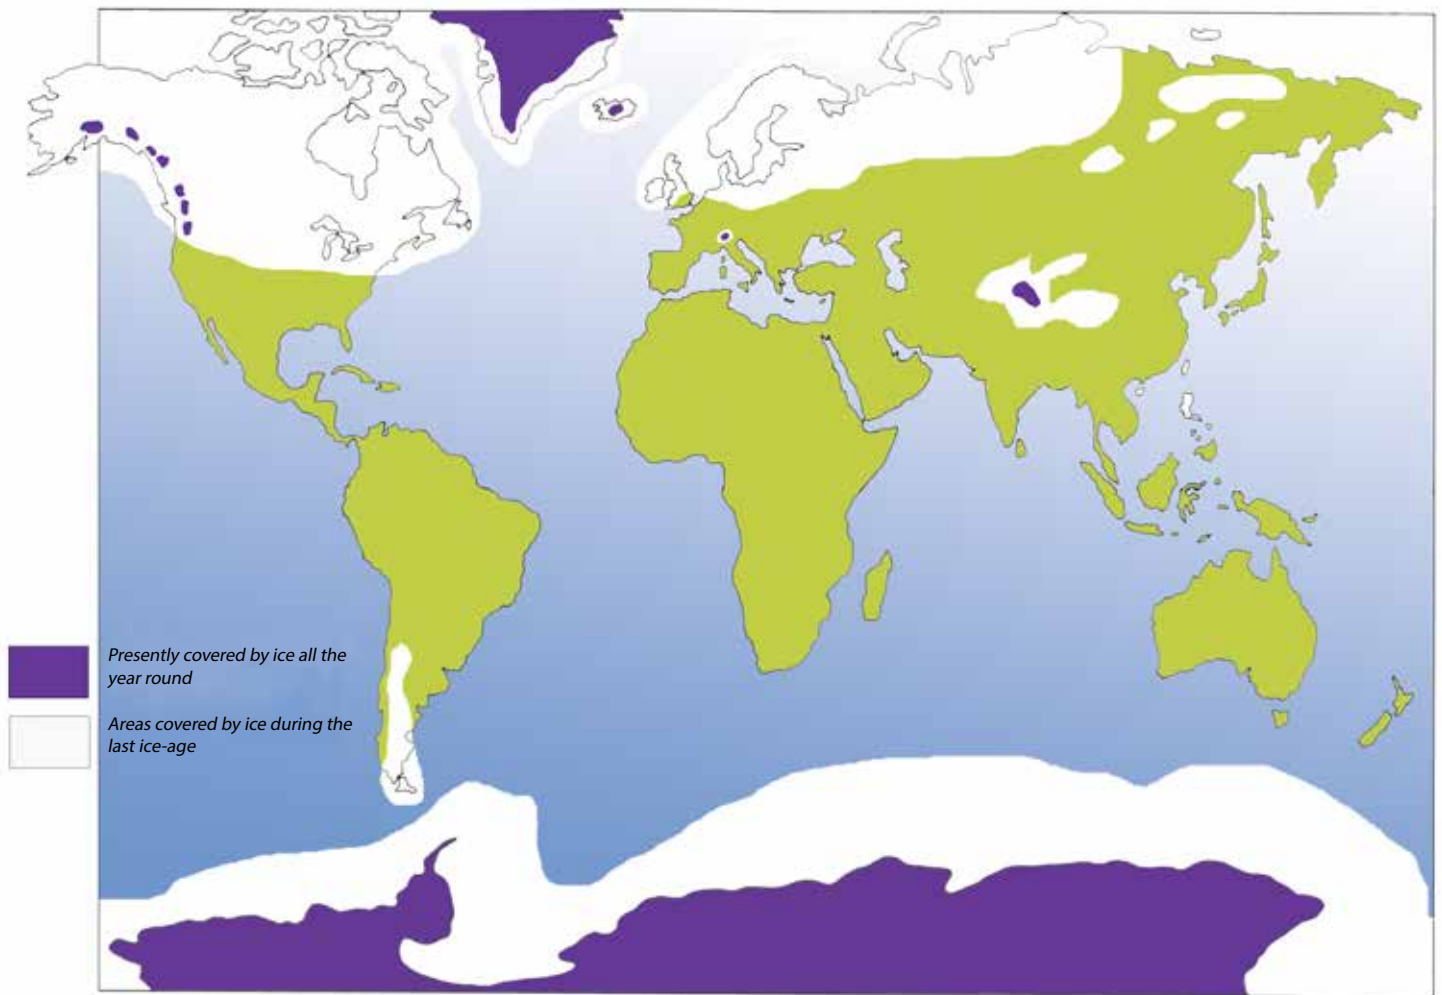 Presently covered by ice all the
year round
Areas covered by ice during the
last ice-age